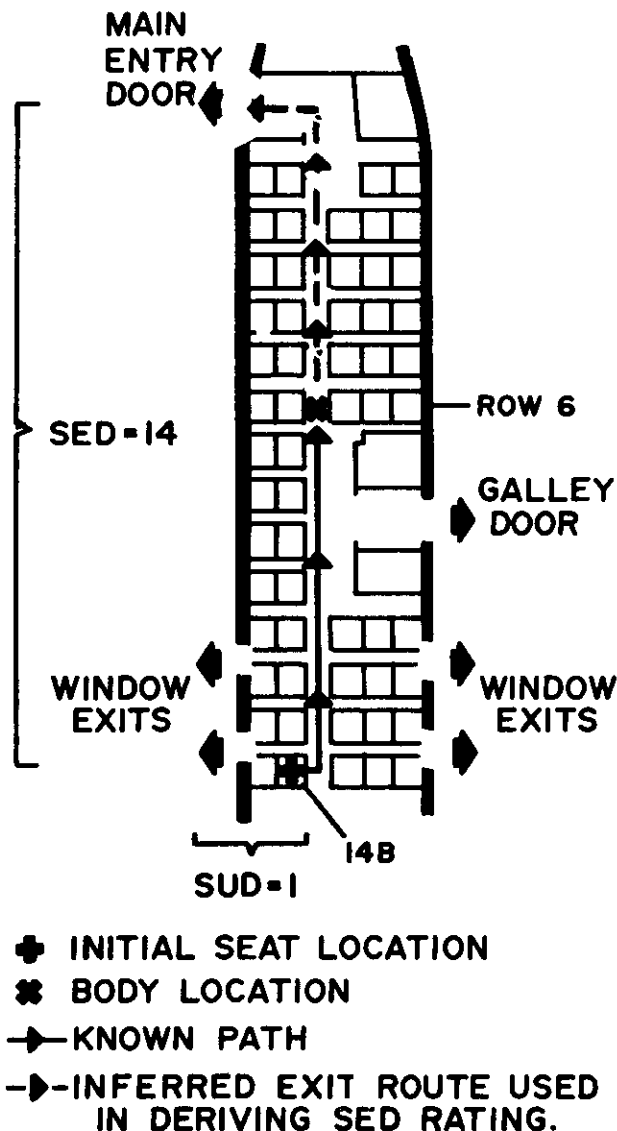 MAIN
ENTRY
DOOR
SED=14
ROW 6
GALLEY
DOOR
WINDOW
EXITS
WINDOW
EXITS
14B
SUD=1
INITIAL SEAT LOCATION
BODY LOCATION
KNOWN PATH
INFERRED EXIT ROUTE USED
IN DERIVING SED RATING.